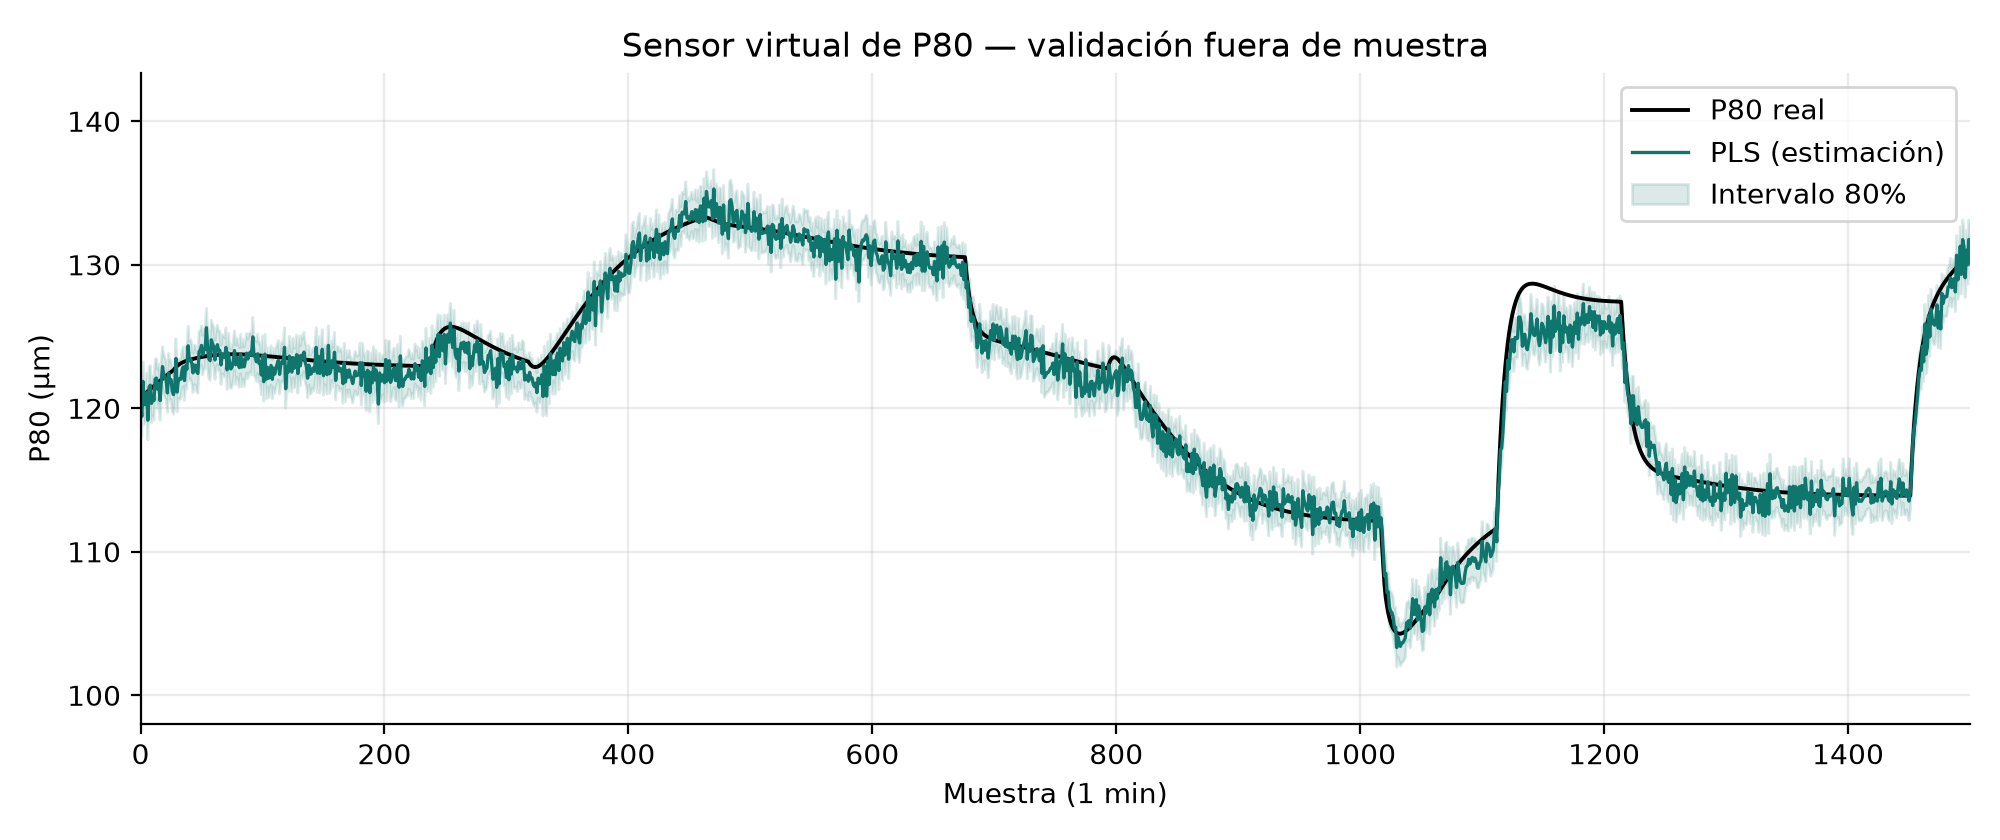 Sensor virtual de P80 — validación fuera de muestra
P80 real
PLS (estimación)
Intervalo 80%
P80 (μm)
140
130
120
110
100
0 200 400 600 800 1000 1200 1400
Muestra (1 min)